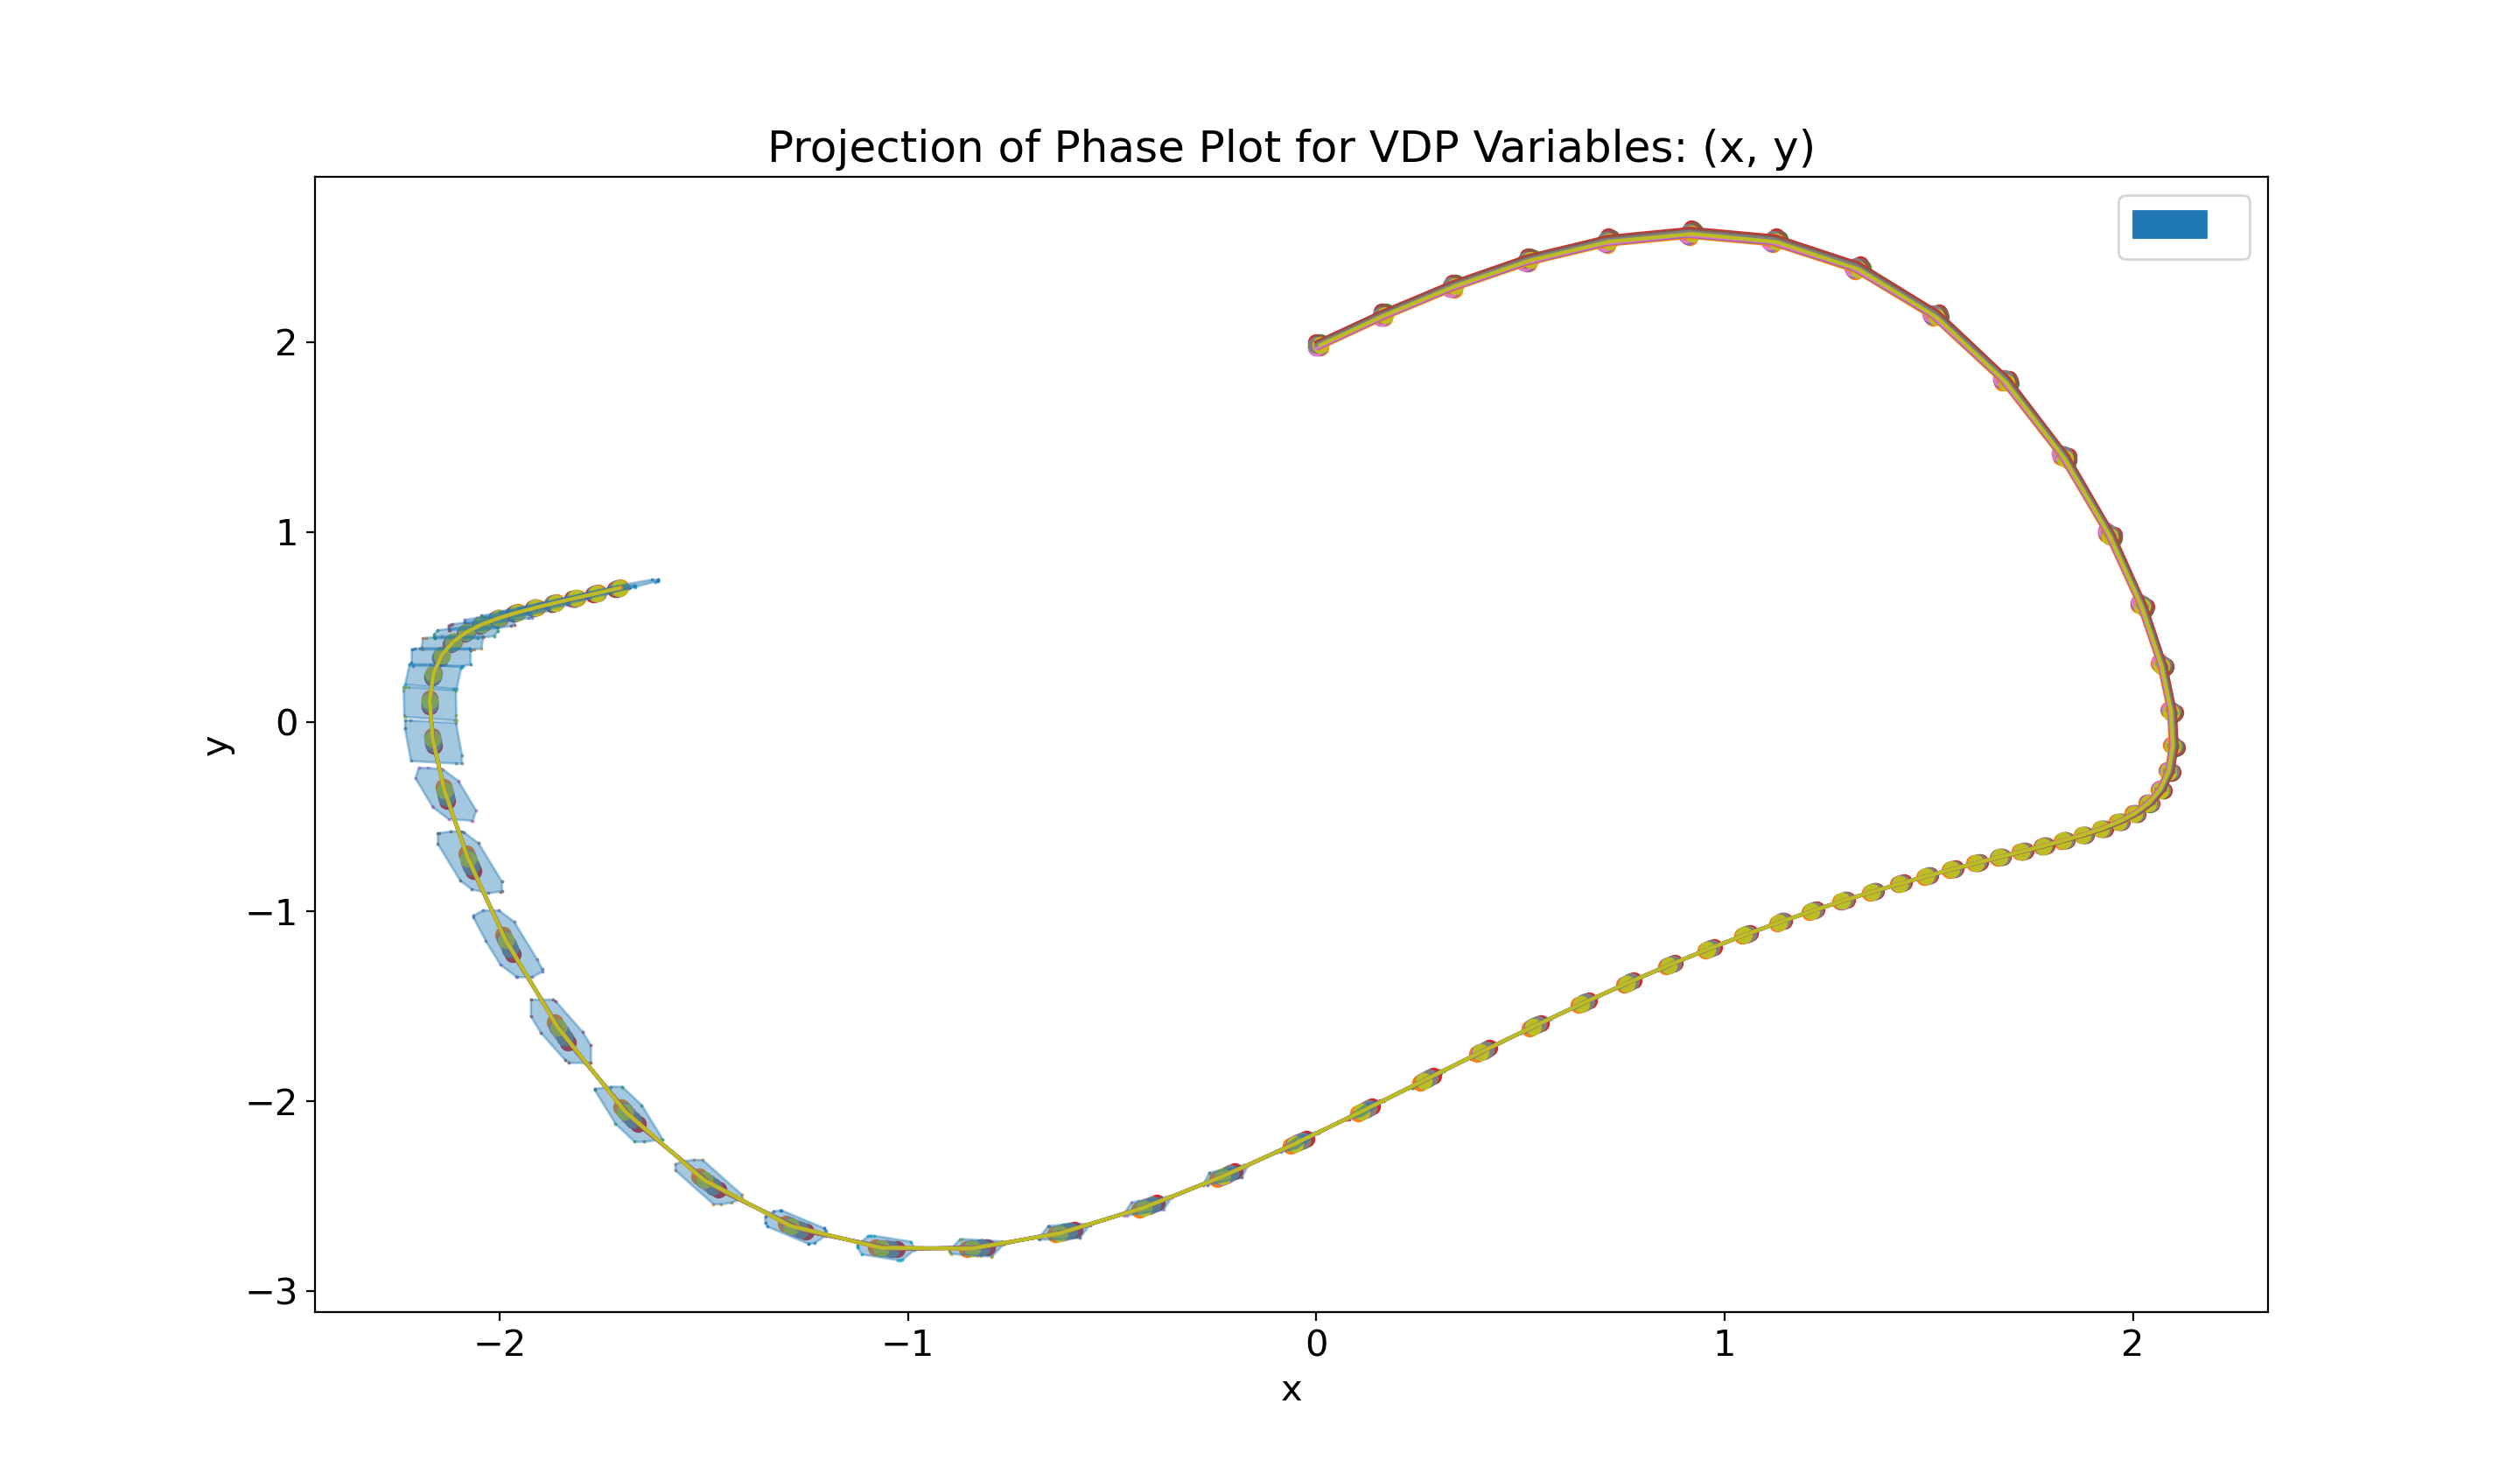 Projection of Phase Plot for VDP Variables: (x, y)
2
1
0
−1
−2
−3
y
−2 −1 0 1 2
x